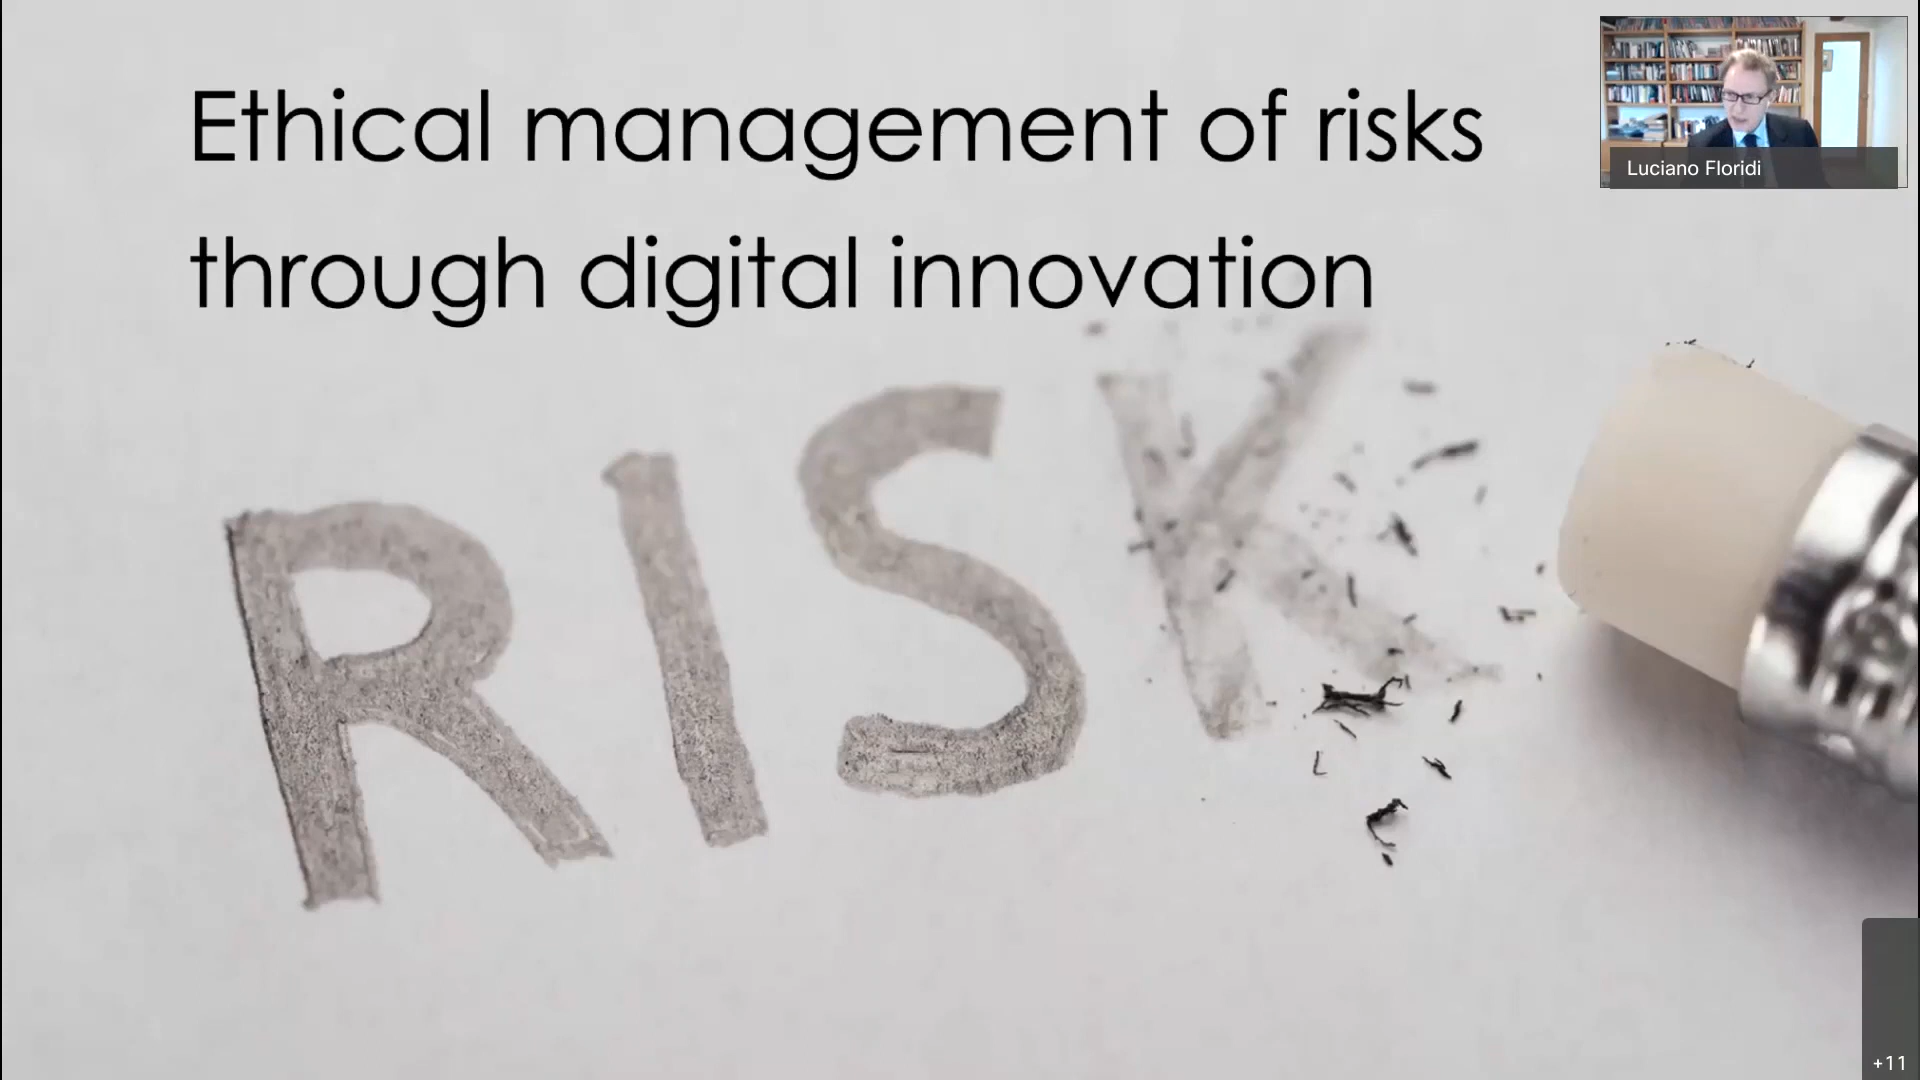 Ethical management of risks
Luciano Floridi
through digital innovation
RISK
+11